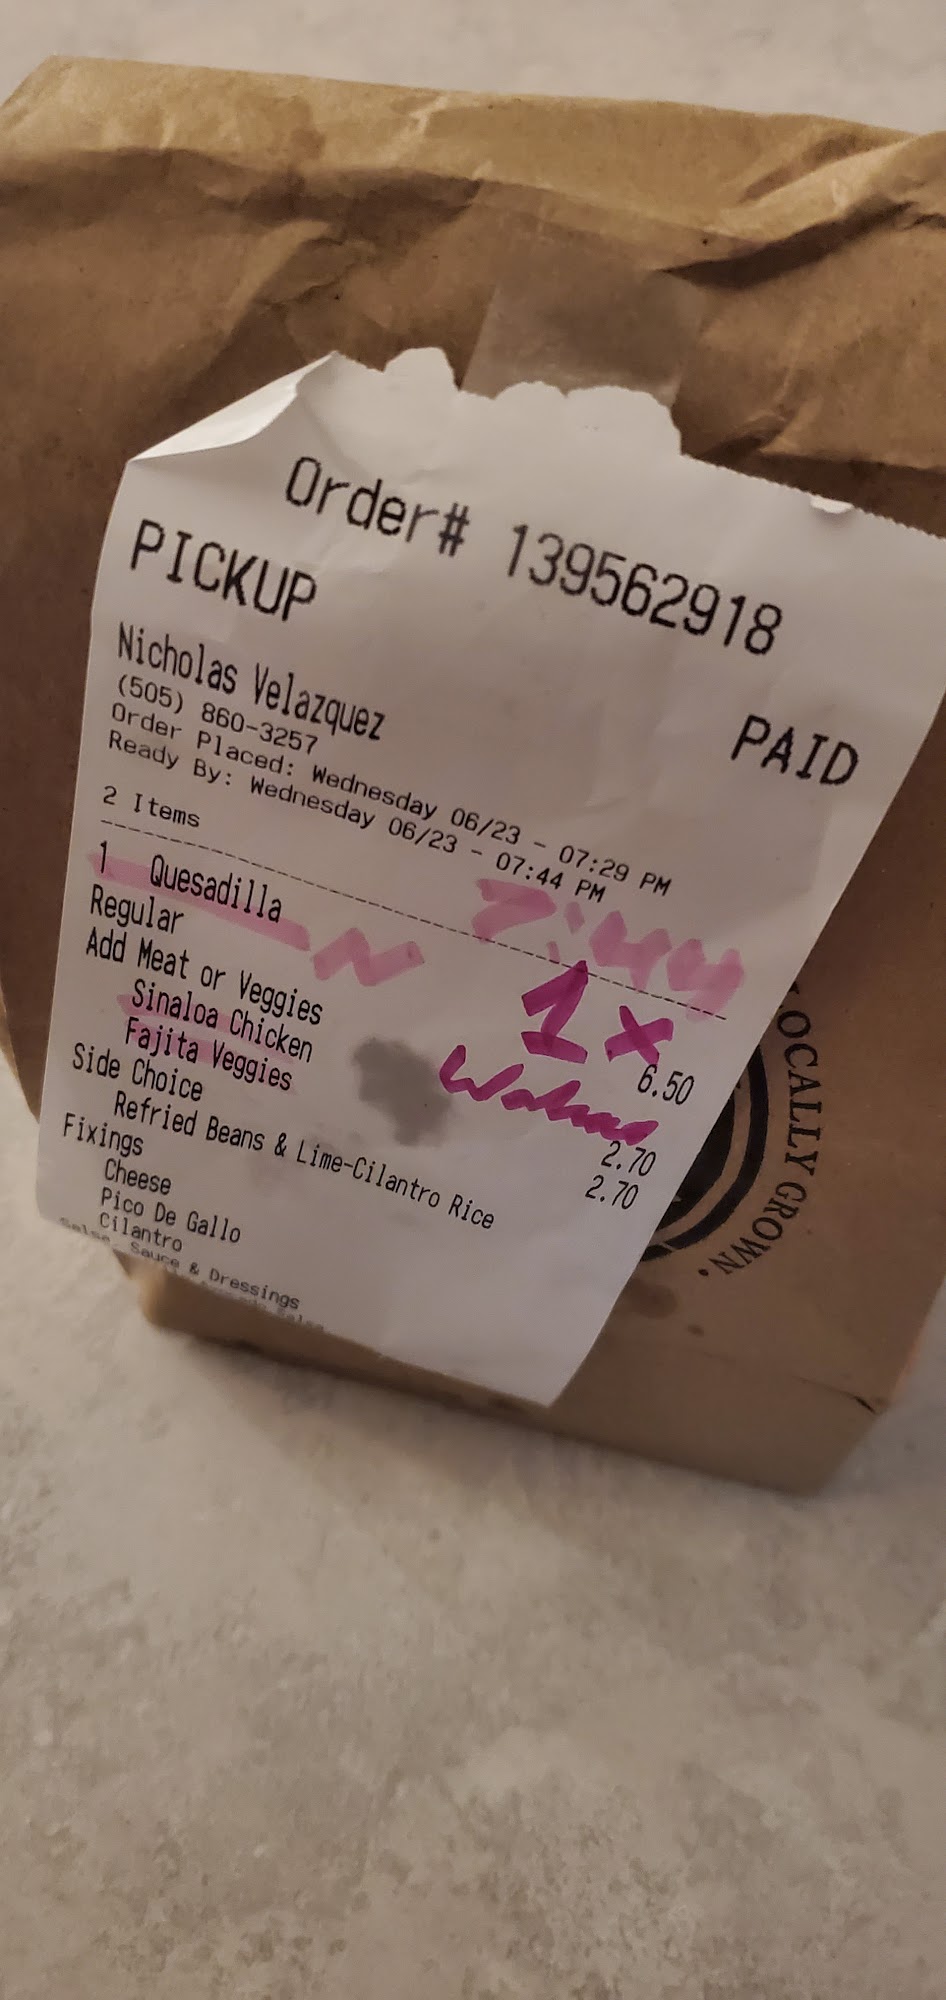 Order# 139562918
PICKUP
Nicholas Velazquez
PAID
(505) 860-3257
Order Placed: Wednesday 06/23 - 07:29 PM
Ready By: Wednesday 06/23 - 07:44 PM
2 Items
7:44
1 Quesadilla
1 x
Regular 6.50
Add Meat or Veggies
Sinaloa Chicken 2.70
Fajita Veggies 2.70
Side Choice
Refried Beans & Lime-Cilantro Rice
Fixings
Cheese
Pico De Gallo
Cilantro
Salsa, Sauce & Dressings
Salsa
LOCALLY GROWN.